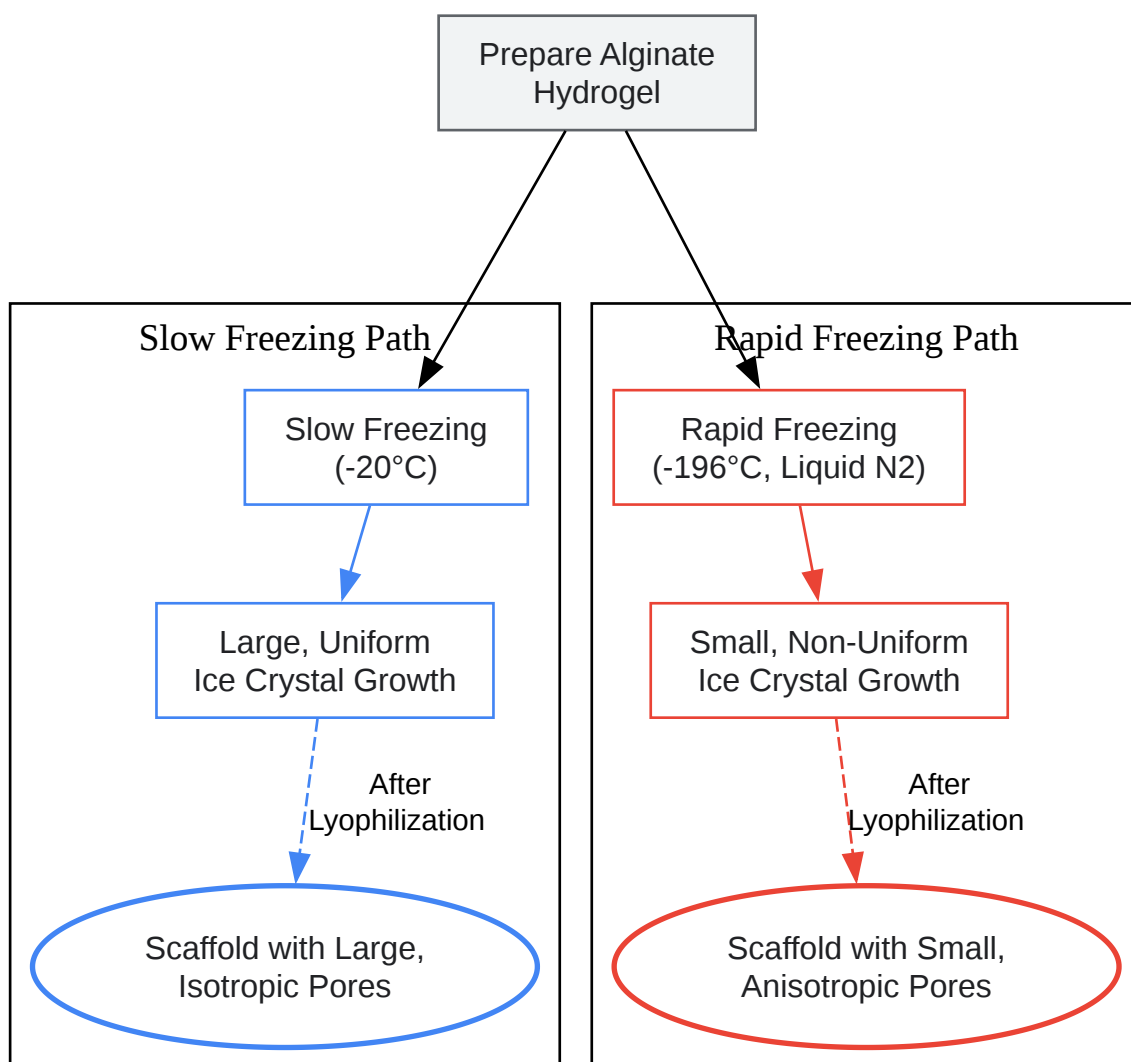 Prepare Alginate
Hydrogel
Slow Freezing Path
Slow Freezing
(-20°C)
Large, Uniform
Ice Crystal Growth
After
Lyophilization
Scaffold with Large,
Isotropic Pores
Rapid Freezing Path
Rapid Freezing
(-196°C, Liquid N2)
Small, Non-Uniform
Ice Crystal Growth
After
Lyophilization
Scaffold with Small,
Anisotropic Pores